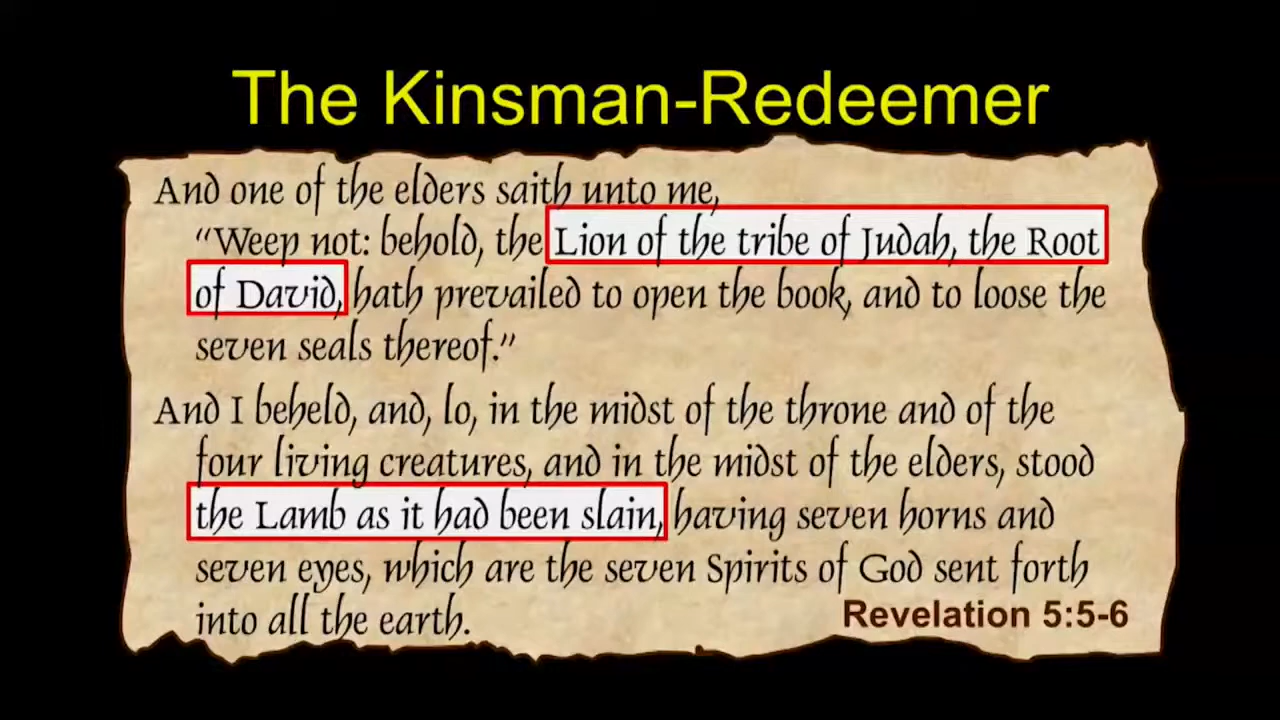 The Kinsman-Redeemer
And one of the elders saith unto me,
“Weep not: behold, the Lion of the tribe of Judah, the Root
of David, hath prevailed to open the book, and to loose the
seven seals thereof.”
And I beheld, and, lo, in the midst of the throne and of the
four living creatures, and in the midst of the elders, stood
the Lamb as it had been slain, having seven horns and
seven eyes, which are the seven Spirits of God sent forth
into all the earth.
Revelation 5:5-6